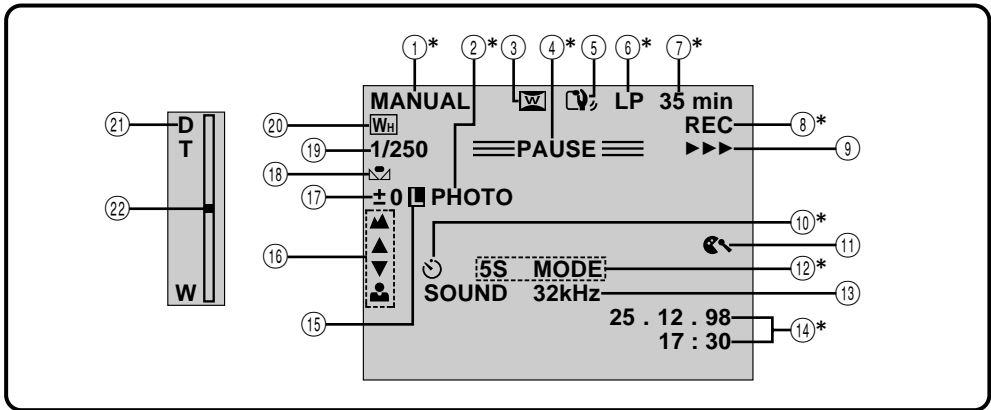 ①* ②* ③ ④* ⑤ ⑥* ⑦*
MANUAL W LP 35 min
REC ⑧*
㉑ D ⑳ WH
T ⑲ 1/250 PAUSE ►►► ⑨
⑱
㉒ ⑰ ±0 L PHOTO
⑩*
⑪
⑯ 5S MODE ⑫*
W SOUND 32kHz ⑬
⑮ 25 . 12 . 98
17 : 30 ⑭*